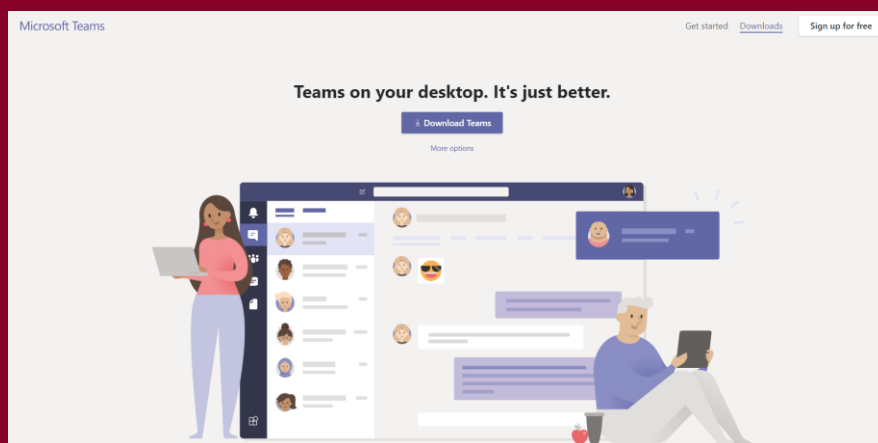 Microsoft Teams
Get started Downloads Sign up for free
Teams on your desktop. It's just better.
Download Teams
More options